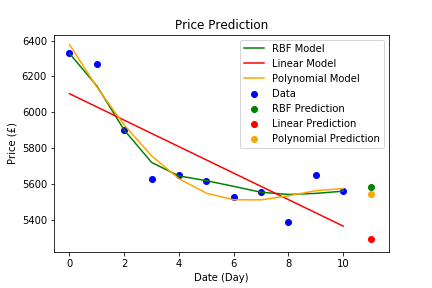 Price Prediction
RBF Model
Linear Model
Polynomial Model
Data
RBF Prediction
Linear Prediction
Polynomial Prediction
Price (£)
6400
6200
6000
5800
5600
5400
0 2 4 6 8 10
Date (Day)